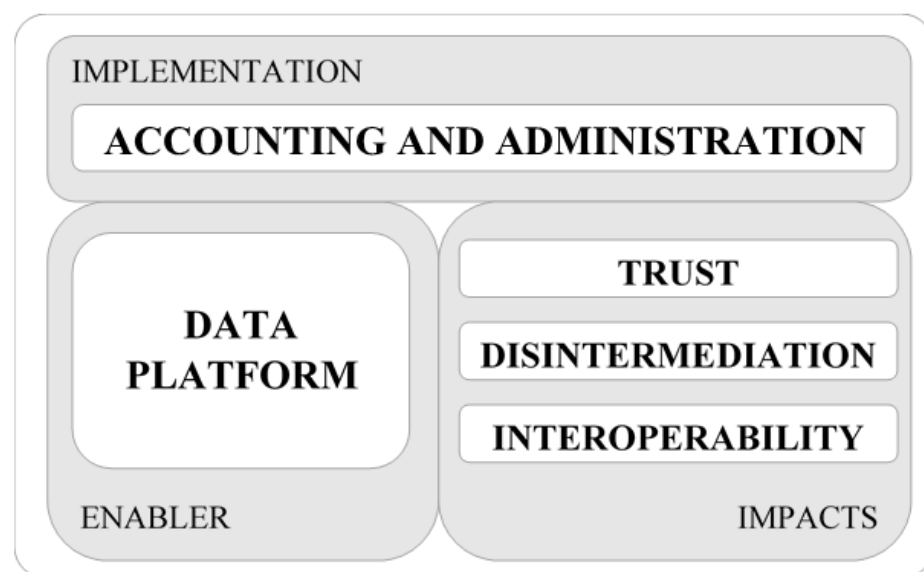 IMPLEMENTATION
ACCOUNTING AND ADMINISTRATION
DATA
PLATFORM
ENABLER
TRUST
DISINTERMEDIATION
INTEROPERABILITY
IMPACTS